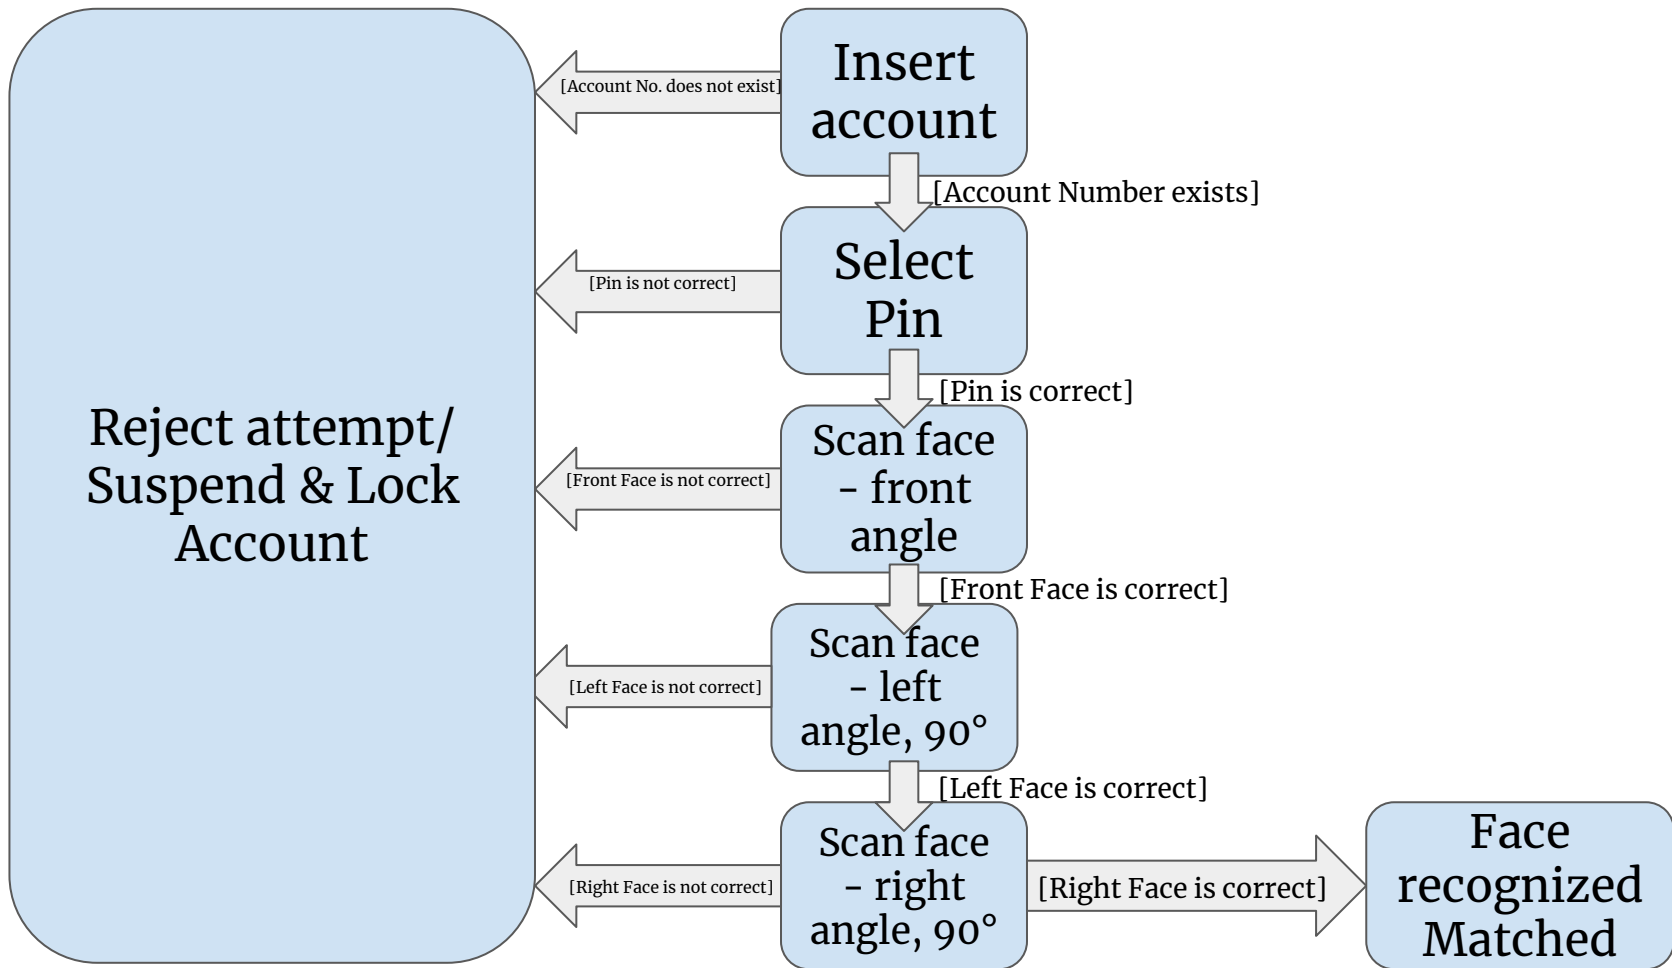 Insert
account
[Account No. does not exist]
[Account Number exists]
Select
Pin
[Pin is not correct]
[Pin is correct]
Reject attempt/
Suspend & Lock
Account
Scan face
- front
angle
[Front Face is not correct]
[Front Face is correct]
Scan face
- left
angle, 90°
[Left Face is not correct]
[Left Face is correct]
Scan face
- right
angle, 90°
[Right Face is not correct]
[Right Face is correct]
Face
recognized
Matched